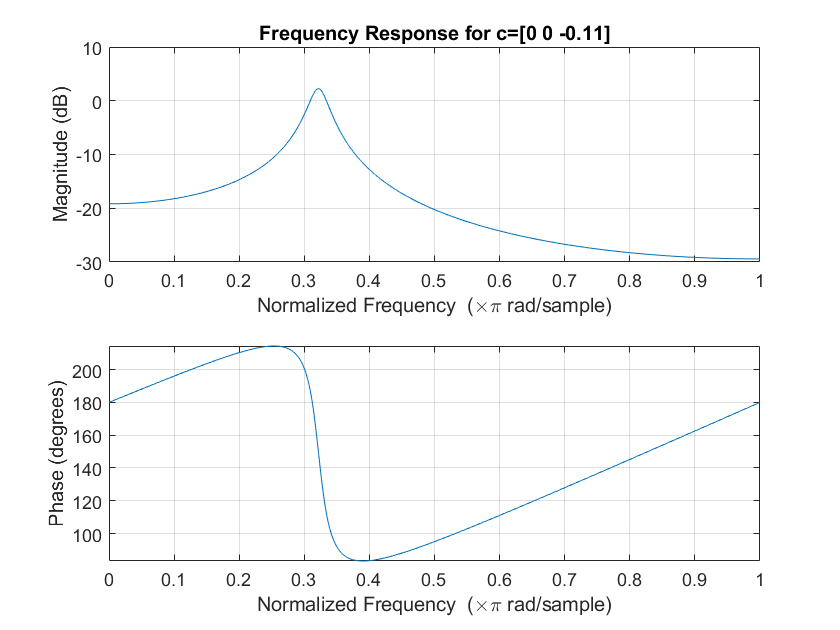 Frequency Response for c=[0 0 -0.11]
10
0
-10
-20
-30
Magnitude (dB)
0 0.1 0.2 0.3 0.4 0.5 0.6 0.7 0.8 0.9 1
Normalized Frequency (×π rad/sample)
200
180
160
140
120
100
Phase (degrees)
0 0.1 0.2 0.3 0.4 0.5 0.6 0.7 0.8 0.9 1
Normalized Frequency (×π rad/sample)